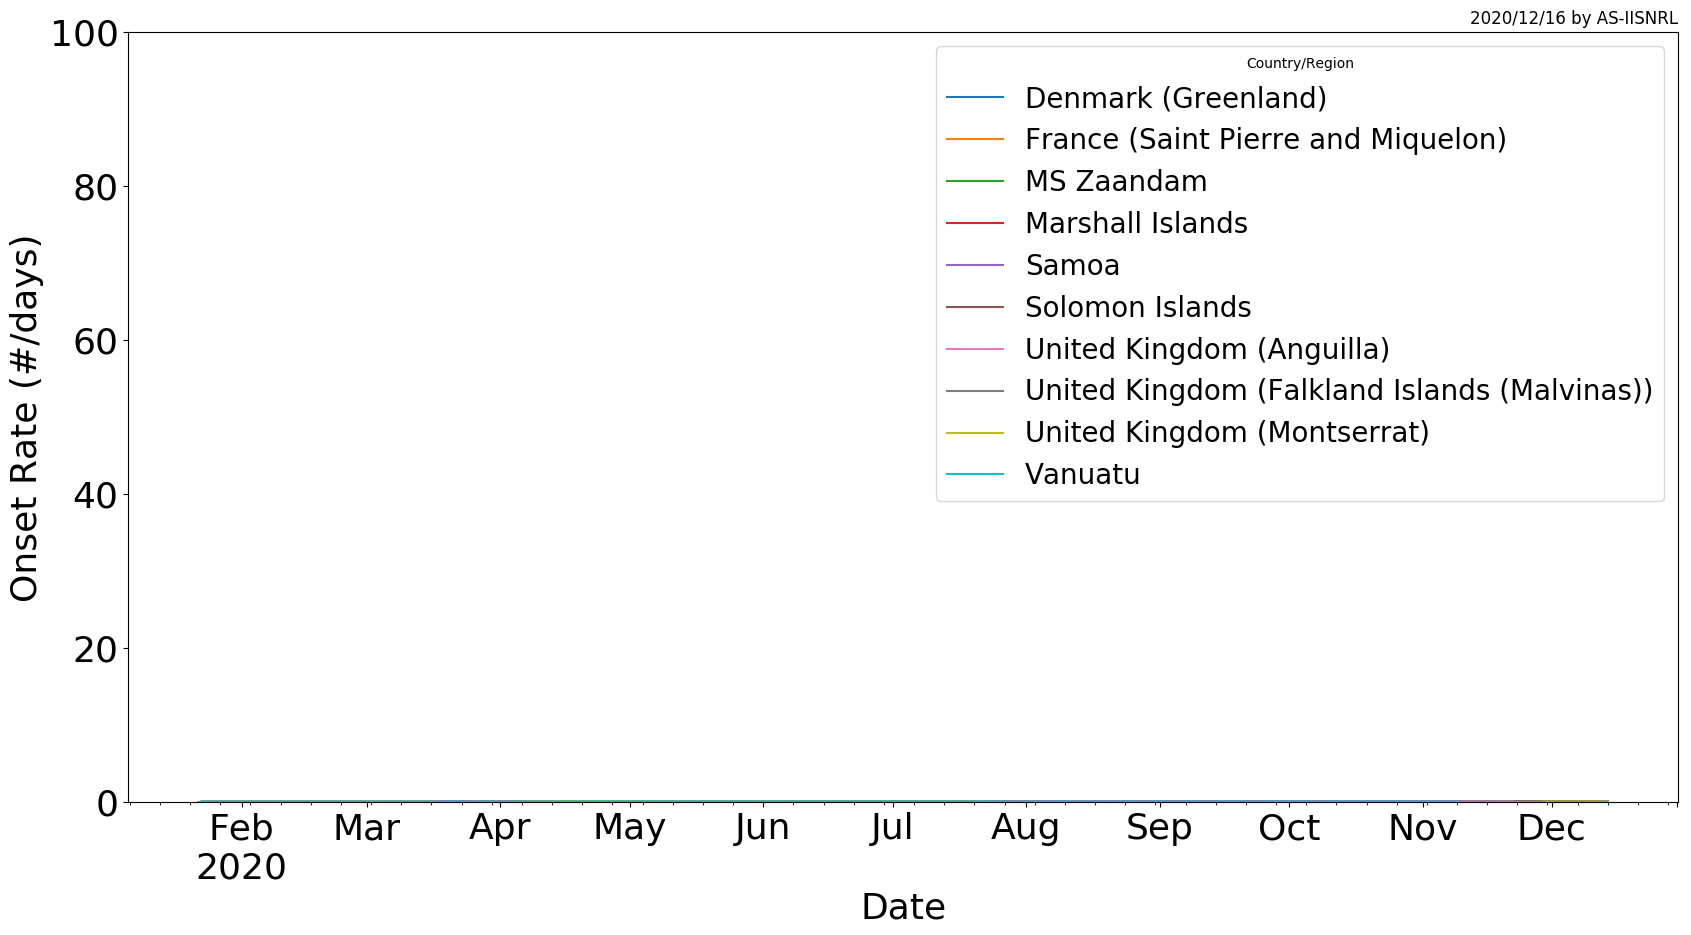 2020/12/16 by AS-IISNRL
100
80
60
40
20
0
Onset Rate (#/days)
Country/Region
Denmark (Greenland)
France (Saint Pierre and Miquelon)
MS Zaandam
Marshall Islands
Samoa
Solomon Islands
United Kingdom (Anguilla)
United Kingdom (Falkland Islands (Malvinas))
United Kingdom (Montserrat)
Vanuatu
Feb Mar Apr May Jun Jul Aug Sep Oct Nov Dec
2020
Date